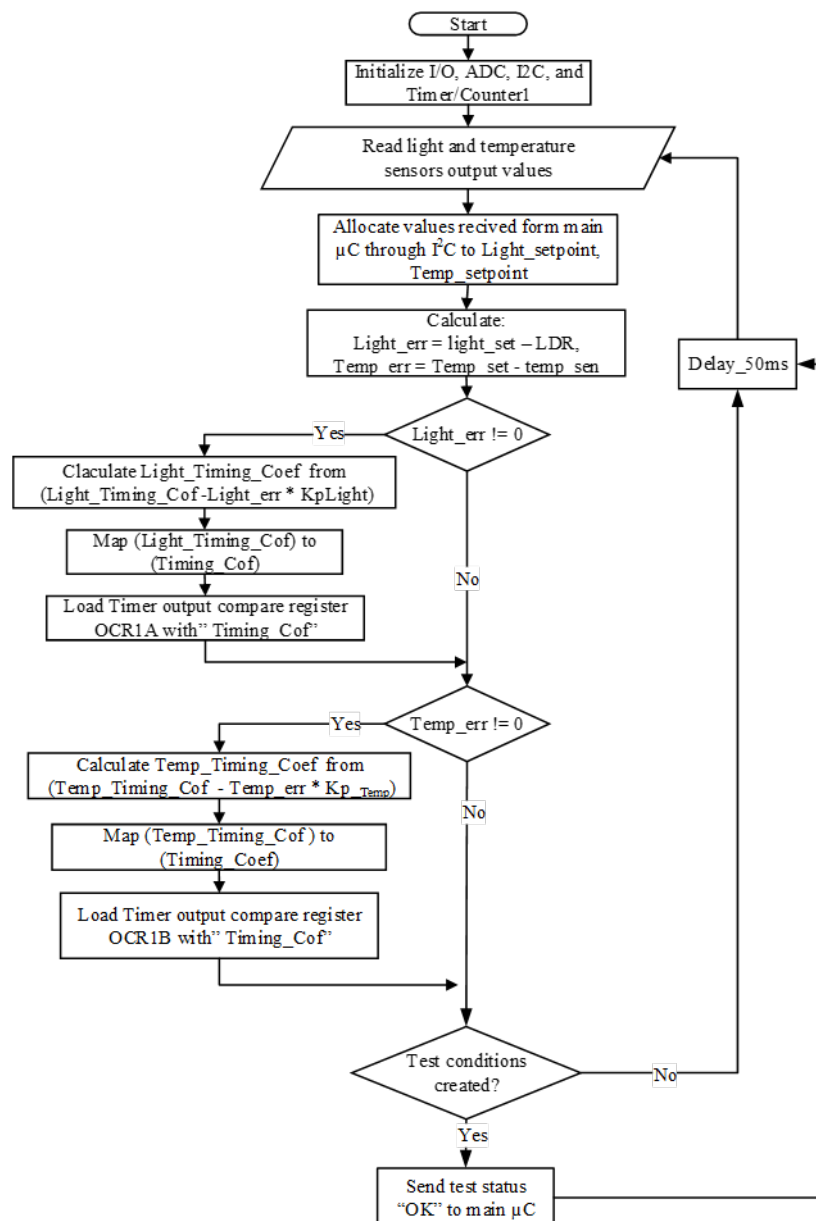 Start
Initialize I/O, ADC, I2C, and
Timer/Counter1
Read light and temperature
sensors output values
Allocate values recived form main
µC through I²C to Light_setpoint,
Temp_setpoint
Calculate:
Light_err = light_set – LDR,
Temp_err = Temp_set - temp_sen
Delay_50ms
Light_err != 0
Yes
Claculate Light_Timing_Coef from
(Light_Timing_Cof -Light_err * KpLight)
Map (Light_Timing_Cof) to
(Timing_Cof)
No
Load Timer output compare register
OCR1A with” Timing_Cof”
Temp_err != 0
Yes
Calculate Temp_Timing_Coef from
(Temp_Timing_Cof - Temp_err * Kp_Temp)
No
Map (Temp_Timing_Cof ) to
(Timing_Coef)
Load Timer output compare register
OCR1B with” Timing_Cof”
Test conditions
created?
No
Yes
Send test status
“OK” to main µC